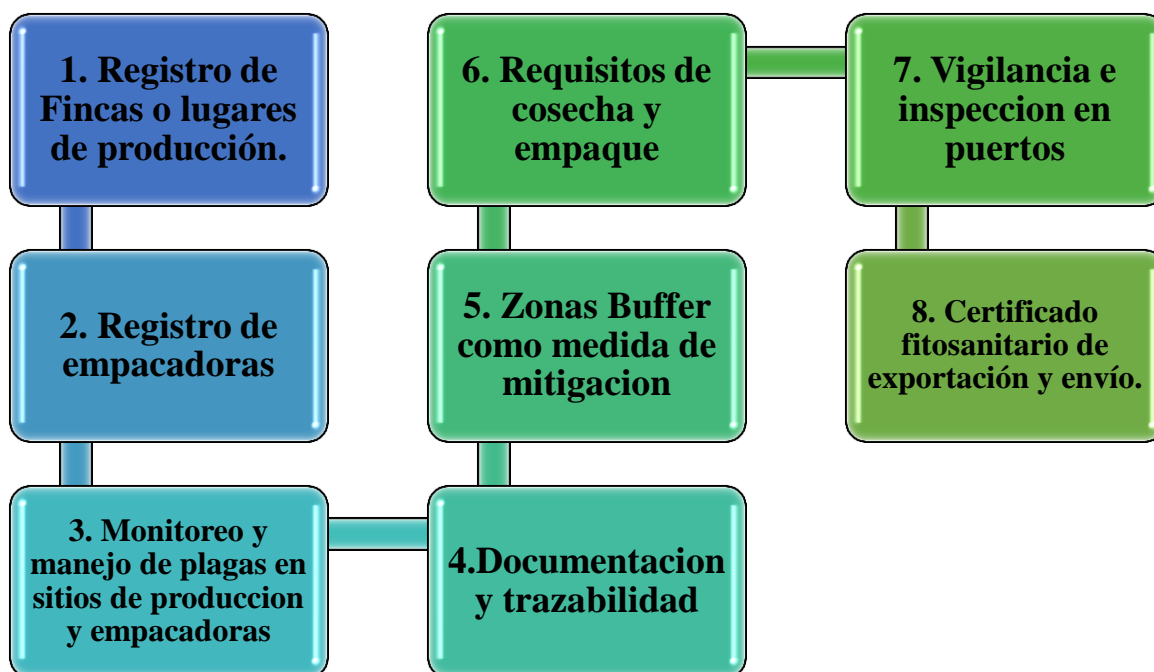 1. Registro de
Fincas o lugares
de producción.
2. Registro de
empacadoras
3. Monitoreo y
manejo de plagas en
sitios de produccion
y empacadoras
4.Documentacion
y trazabilidad
5. Zonas Buffer
como medida de
mitigacion
6. Requisitos de
cosecha y
empaque
7. Vigilancia e
inspeccion en
puertos
8. Certificado
fitosanitario de
exportación y envío.